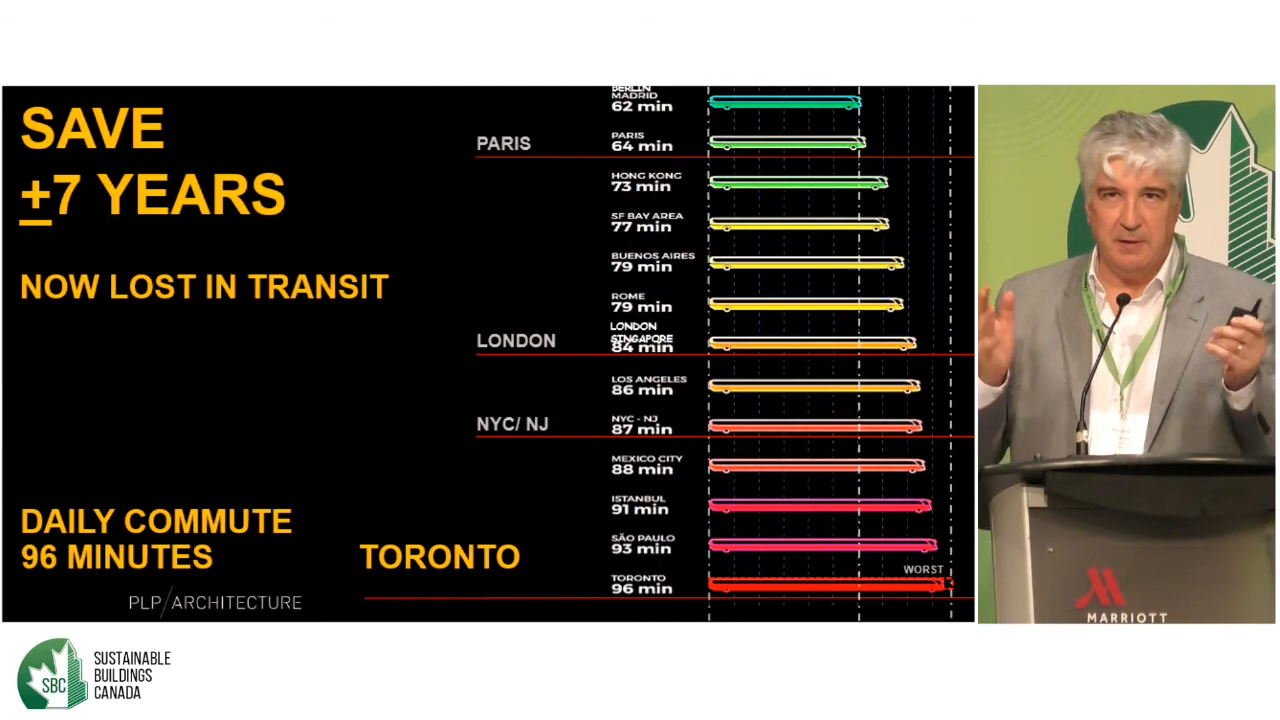 SAVE
±7 YEARS
NOW LOST IN TRANSIT
DAILY COMMUTE
96 MINUTES
TORONTO
PLP/ARCHITECTURE
PARIS
LONDON
NYC/ NJ
BERLIN
MADRID
62 min
PARIS
64 min
HONG KONG
73 min
SF BAY AREA
77 min
BUENOS AIRES
79 min
ROME
79 min
LONDON
SINGAPORE
84 min
LOS ANGELES
86 min
NYC - NJ
87 min
MEXICO CITY
88 min
ISTANBUL
91 min
SÃO PAULO
93 min
WORST
TORONTO
96 min
MARRIOTT
SBC
SUSTAINABLE
BUILDINGS
CANADA